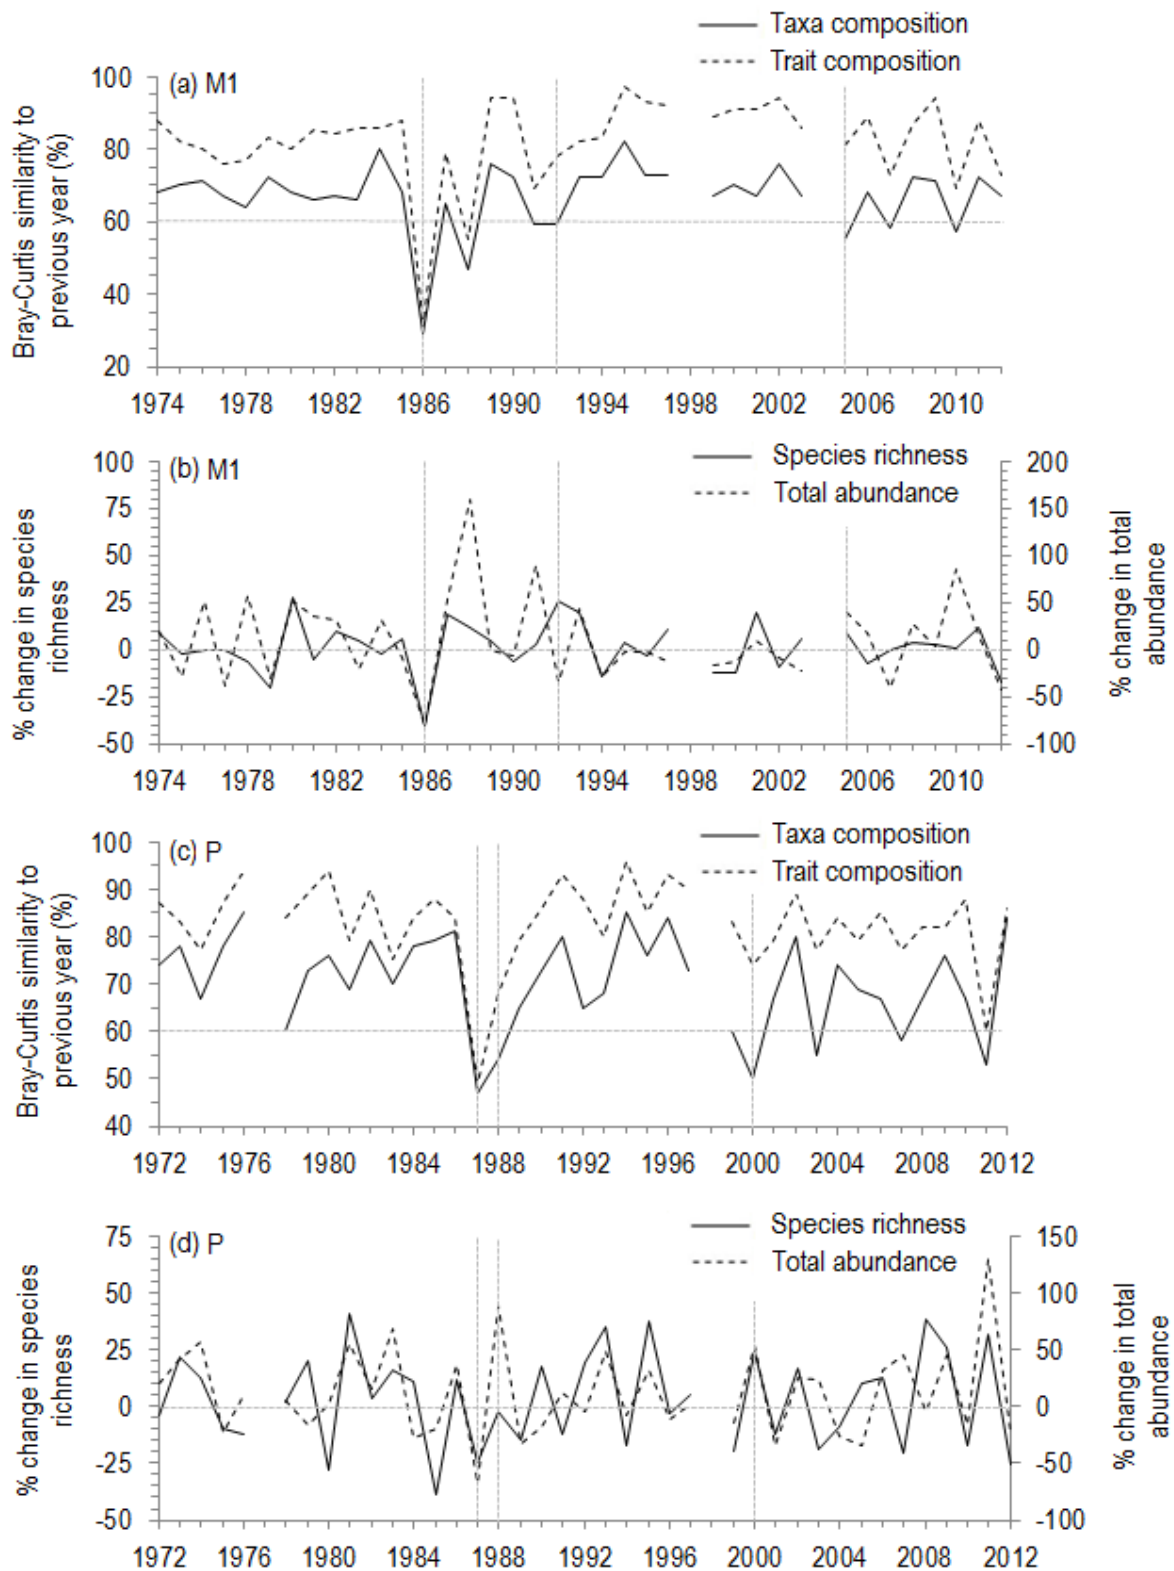 Taxa composition
Trait composition
(a) M1
Bray-Curtis similarity to
previous year (%)
100
80
60
40
20
1974 1978 1982 1986 1990 1994 1998 2002 2006 2010
Species richness
Total abundance
(b) M1
% change in species
richness
100
75
50
25
0
-25
-50
200
150
100
50
0
-50
-100
% change in total
abundance
1974 1978 1982 1986 1990 1994 1998 2002 2006 2010
Taxa composition
Trait composition
(c) P
Bray-Curtis similarity to
previous year (%)
100
90
80
70
60
50
40
1972 1976 1980 1984 1988 1992 1996 2000 2004 2008 2012
Species richness
Total abundance
(d) P
% change in species
richness
75
50
25
0
-25
-50
150
100
50
0
-50
-100
% change in total
abundance
1972 1976 1980 1984 1988 1992 1996 2000 2004 2008 2012